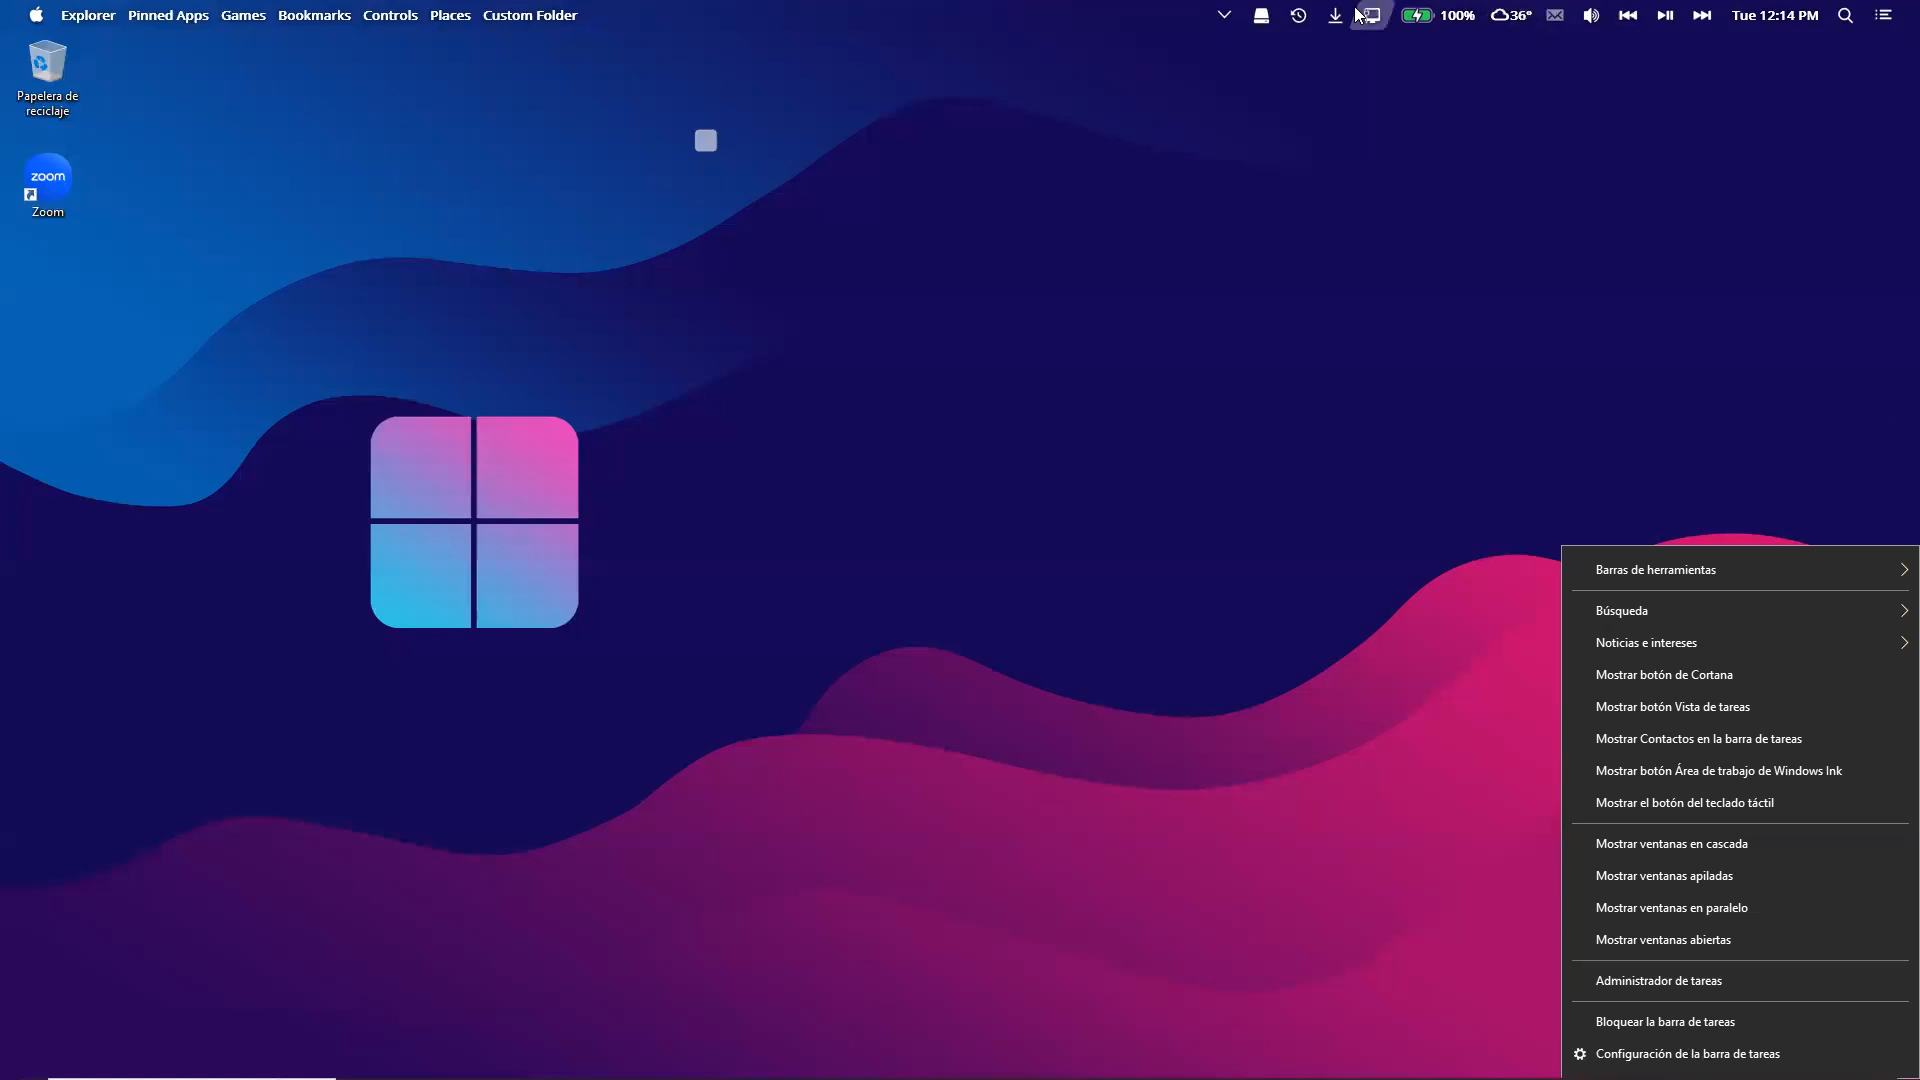 Explorer Pinned Apps Games Bookmarks Controls Places Custom Folder 100% 36° Tue 12:14 PM
Papelera de
reciclaje
zoom
Zoom
Barras de herramientas
Búsqueda
Noticias e intereses
Mostrar botón de Cortana
Mostrar botón Vista de tareas
Mostrar Contactos en la barra de tareas
Mostrar botón Área de trabajo de Windows Ink
Mostrar el botón del teclado táctil
Mostrar ventanas en cascada
Mostrar ventanas apiladas
Mostrar ventanas en paralelo
Mostrar ventanas abiertas
Administrador de tareas
Bloquear la barra de tareas
Configuración de la barra de tareas